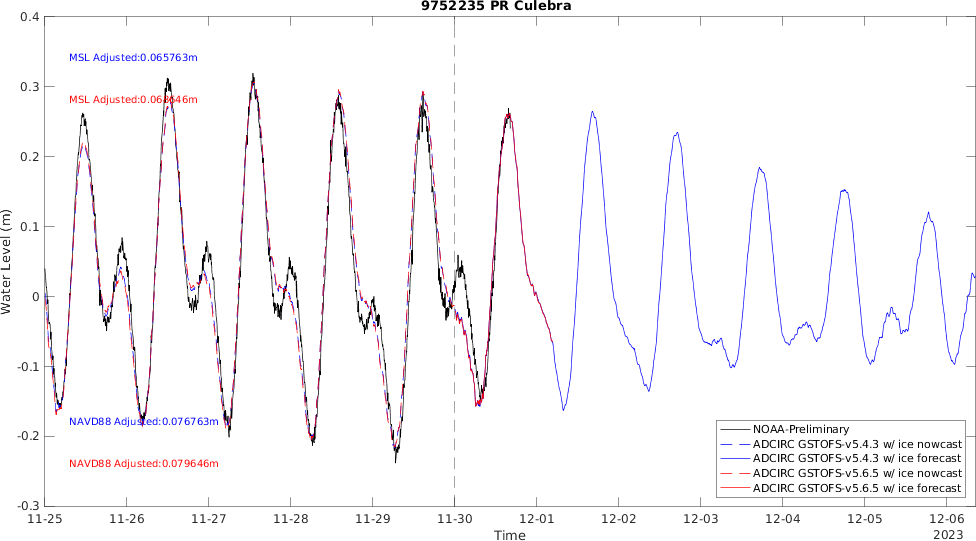 9752235 PR Culebra
0.4
MSL Adjusted:0.065763m
0.3
MSL Adjusted:0.068646m
0.2
0.1
Water Level (m)
0
-0.1
NAVD88 Adjusted:0.076763m
-0.2
NAVD88 Adjusted:0.079646m
-0.3
NOAA-Preliminary
ADCIRC GSTOFS-v5.4.3 w/ ice nowcast
ADCIRC GSTOFS-v5.4.3 w/ ice forecast
ADCIRC GSTOFS-v5.6.5 w/ ice nowcast
ADCIRC GSTOFS-v5.6.5 w/ ice forecast
11-25 11-26 11-27 11-28 11-29 11-30 12-01 12-02 12-03 12-04 12-05 12-06
Time
2023